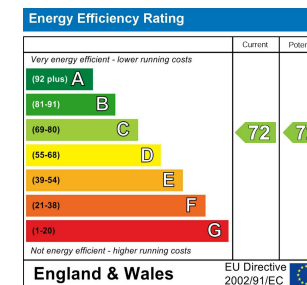 Energy Efficiency Rating
Current
Very energy efficient - lower running costs
(92 plus) A
(81-91) B
(69-80) C 72
(55-68) D
(39-54) E
(21-38) F
(1-20) G
Not energy efficient - higher running costs
England & Wales
EU Directive
2002/91/EC